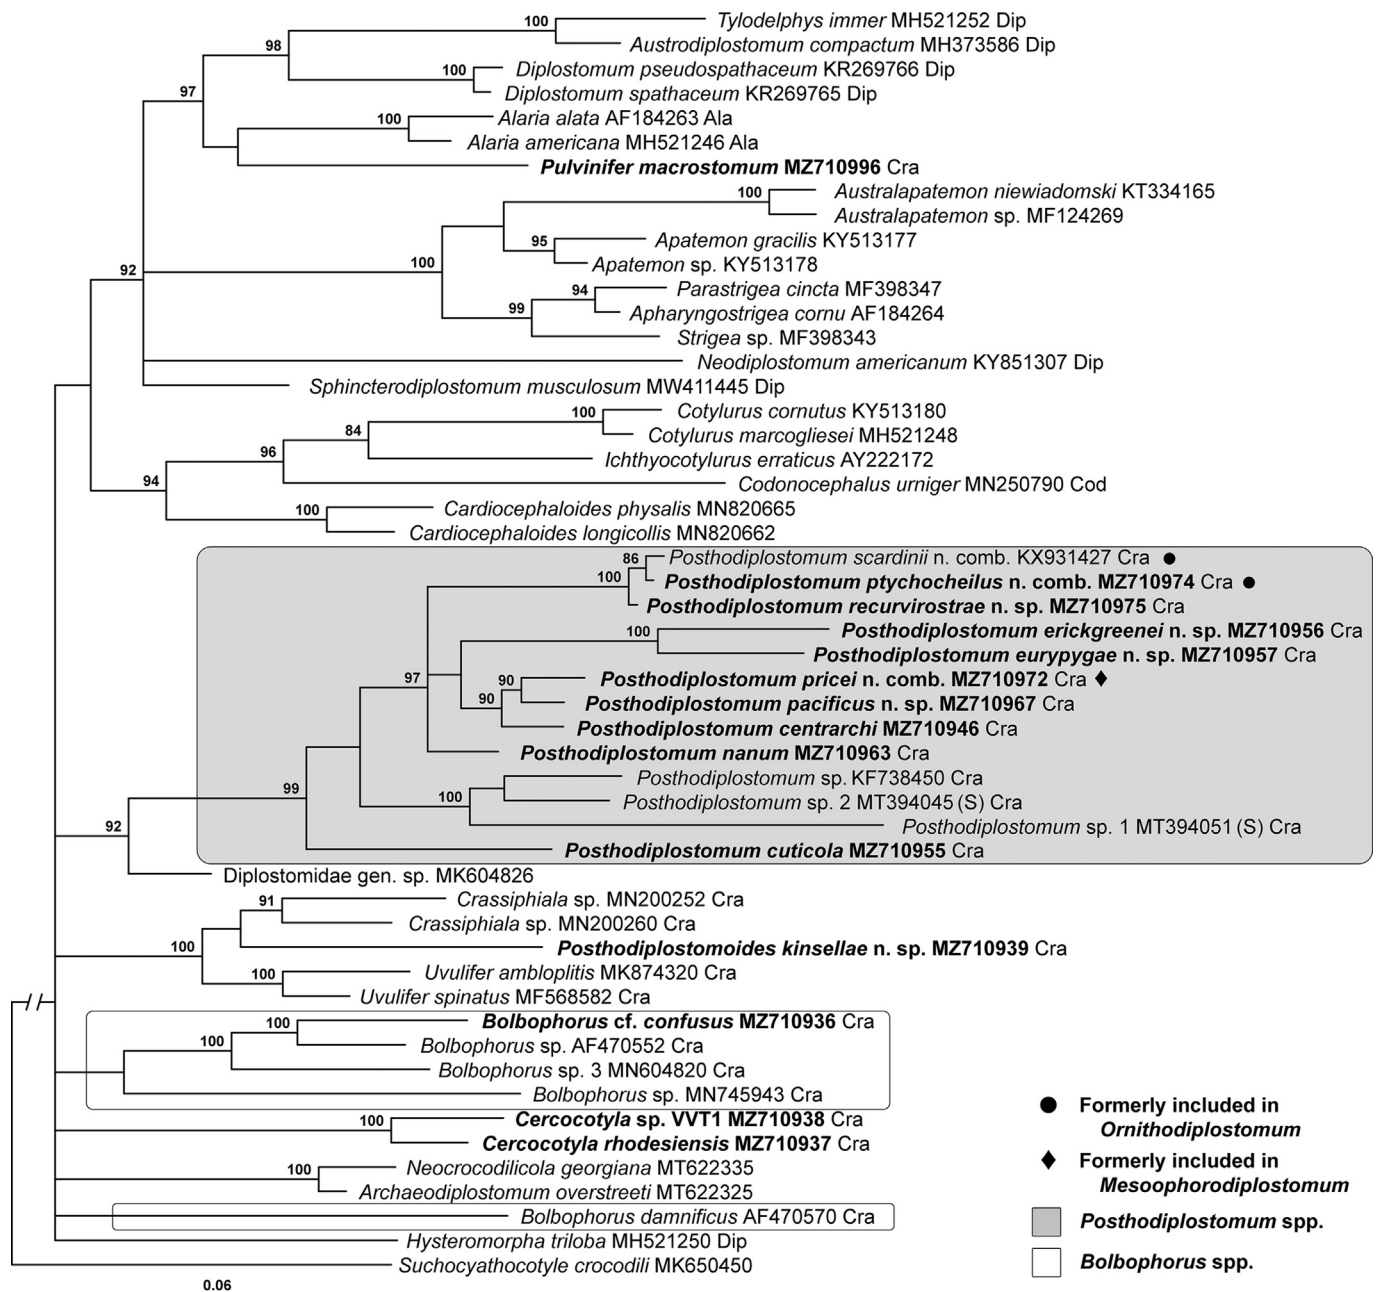 100 Tylodelphys immer MH521252 Dip
Austrodiplostomum compactum MH373586 Dip
98
100 Diplostomum pseudospathaceum KR269766 Dip
Diplostomum spathaceum KR269765 Dip
97
100 Alaria alata AF184263 Ala
Alaria americana MH521246 Ala
Pulvinifer macrostomum MZ710996 Cra
100 Australapatemon niewiadomski KT334165
Australapatemon sp. MF124269
95 Apatemon gracilis KY513177
Apatemon sp. KY513178
92
100
94 Parastrigea cincta MF398347
99 Apharyngostrigea cornu AF184264
Strigea sp. MF398343
Neodiplostomum americanum KY851307 Dip
Sphincterodiplostomum musculosum MW411445 Dip
100 Cotylurus cornutus KY513180
84 Cotylurus marcogliesei MH521248
96 Ichthyocotylurus erraticus AY222172
94 Codonocephalus urniger MN250790 Cod
100 Cardiocephaloides physalis MN820665
Cardiocephaloides longicollis MN820662
86 Posthodiplostomum scardinii n. comb. KX931427 Cra ●
100 Posthodiplostomum ptychocheilus n. comb. MZ710974 Cra ●
Posthodiplostomum recurvirostrae n. sp. MZ710975 Cra
100 Posthodiplostomum erickgreenei n. sp. MZ710956 Cra
Posthodiplostomum eurypygae n. sp. MZ710957 Cra
97 90 Posthodiplostomum pricei n. comb. MZ710972 Cra ♦
90 Posthodiplostomum pacificus n. sp. MZ710967 Cra
Posthodiplostomum centrarchi MZ710946 Cra
Posthodiplostomum nanum MZ710963 Cra
Posthodiplostomum sp. KF738450 Cra
99 100 Posthodiplostomum sp. 2 MT394045 (S) Cra
Posthodiplostomum sp. 1 MT394051 (S) Cra
92 Posthodiplostomum cuticola MZ710955 Cra
Diplostomidae gen. sp. MK604826
91 Crassiphiala sp. MN200252 Cra
Crassiphiala sp. MN200260 Cra
100 Posthodiplostomoides kinsellae n. sp. MZ710939 Cra
100 Uvulifer ambloplitis MK874320 Cra
Uvulifer spinatus MF568582 Cra
100 Bolbophorus cf. confusus MZ710936 Cra
100 Bolbophorus sp. AF470552 Cra
Bolbophorus sp. 3 MN604820 Cra
Bolbophorus sp. MN745943 Cra
100 Cercocotyla sp. VVT1 MZ710938 Cra
Cercocotyla rhodesiensis MZ710937 Cra
100 Neocrocodilicola georgiana MT622335
Archaeodiplostomum overstreeti MT622325
Bolbophorus damnificus AF470570 Cra
Hysteromorpha triloba MH521250 Dip
Suchocyathocotyle crocodili MK650450
0.06
● Formerly included in
Ornithodiplostomum
♦ Formerly included in
Mesoophorodiplostomum
Posthodiplostomum spp.
Bolbophorus spp.